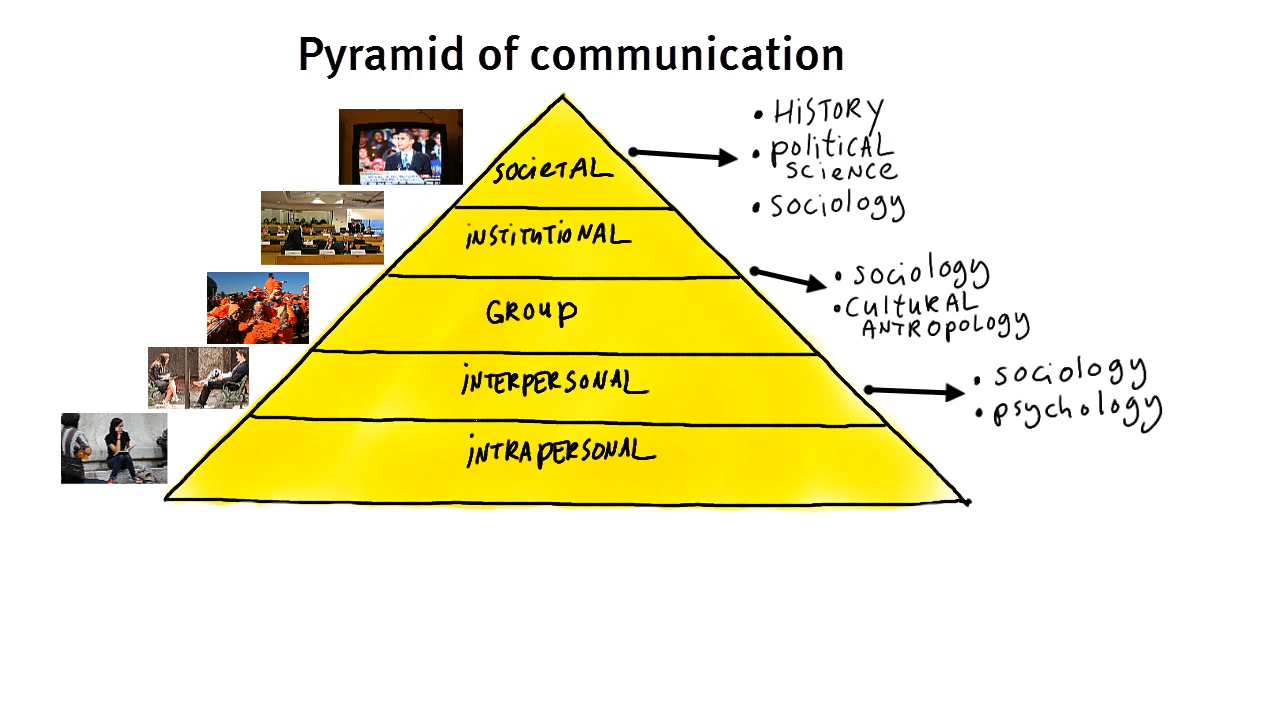 Pyramid of communication
SOCiETAL
iNSTiTUTiONAL
GROUP
iNTERPERSONAL
iNTRAPERSONAL
• HiSTORY
• POLiticAL
SCiENCE
• sociology
• sociology
• CULTURAL
ANTROPOLOGY
• sociology
• psychology